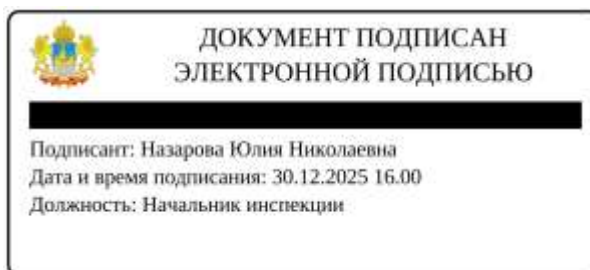 ДОКУМЕНТ ПОДПИСАН
ЭЛЕКТРОННОЙ ПОДПИСЬЮ
Подписант: Назарова Юлия Николаевна
Дата и время подписания: 30.12.2025 16.00
Должность: Начальник инспекции